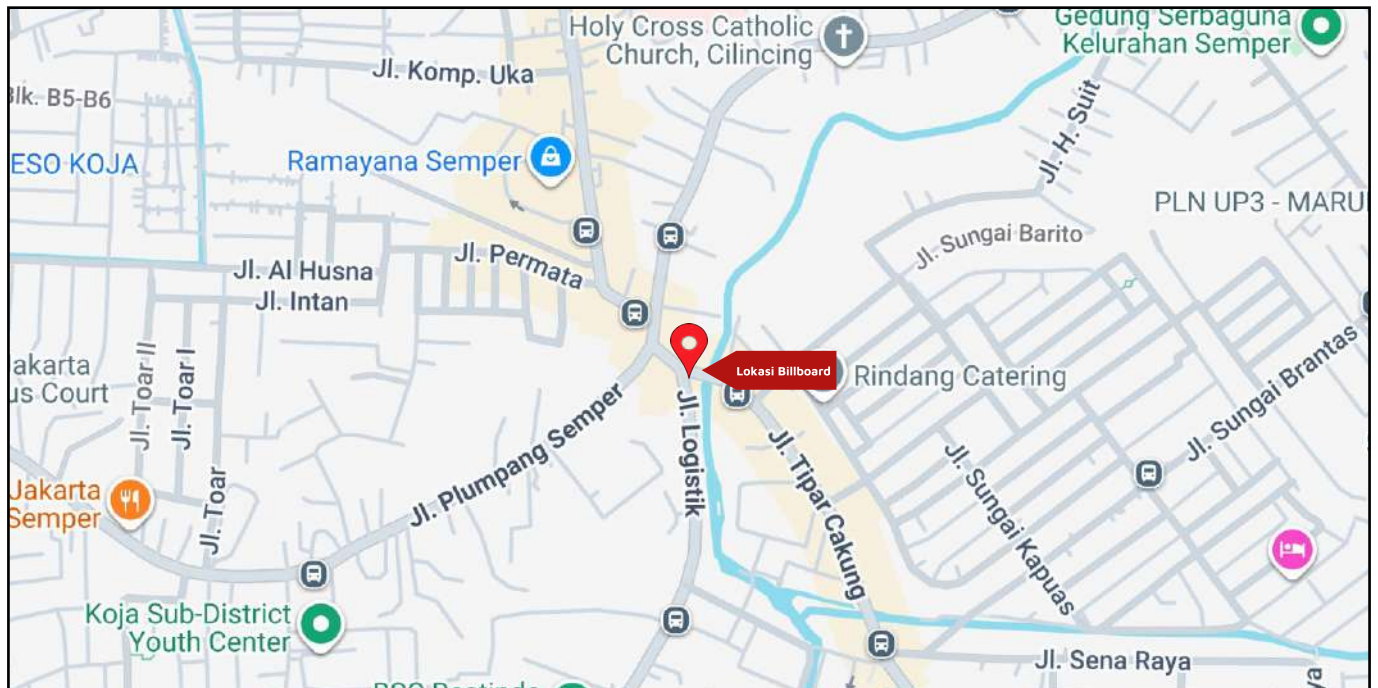 Holy Cross Catholic
Church, Cilincing
Gedung Serbaguna
Kelurahan Semper
Jl. Komp. Uka
Blk. B5-B6
Jl. H. Suit
ESO KOJA
Ramayana Semper
PLN UP3 - MARU
Jl. Sungai Barito
Jl. Permata
Jl. Al Husna
Jl. Intan
Jakarta
us Court
Jl. Toar II
Jl. Toar I
Lokasi Billboard
Rindang Catering
Jl. Sungai Brantas
Jl. Plumpang Semper
Jl. Logistik
Jl. Tipar Cakung
Jl. Sungai Kapuas
Jakarta
Semper
Jl. Toar
Koja Sub-District
Youth Center
Jl. Sena Raya